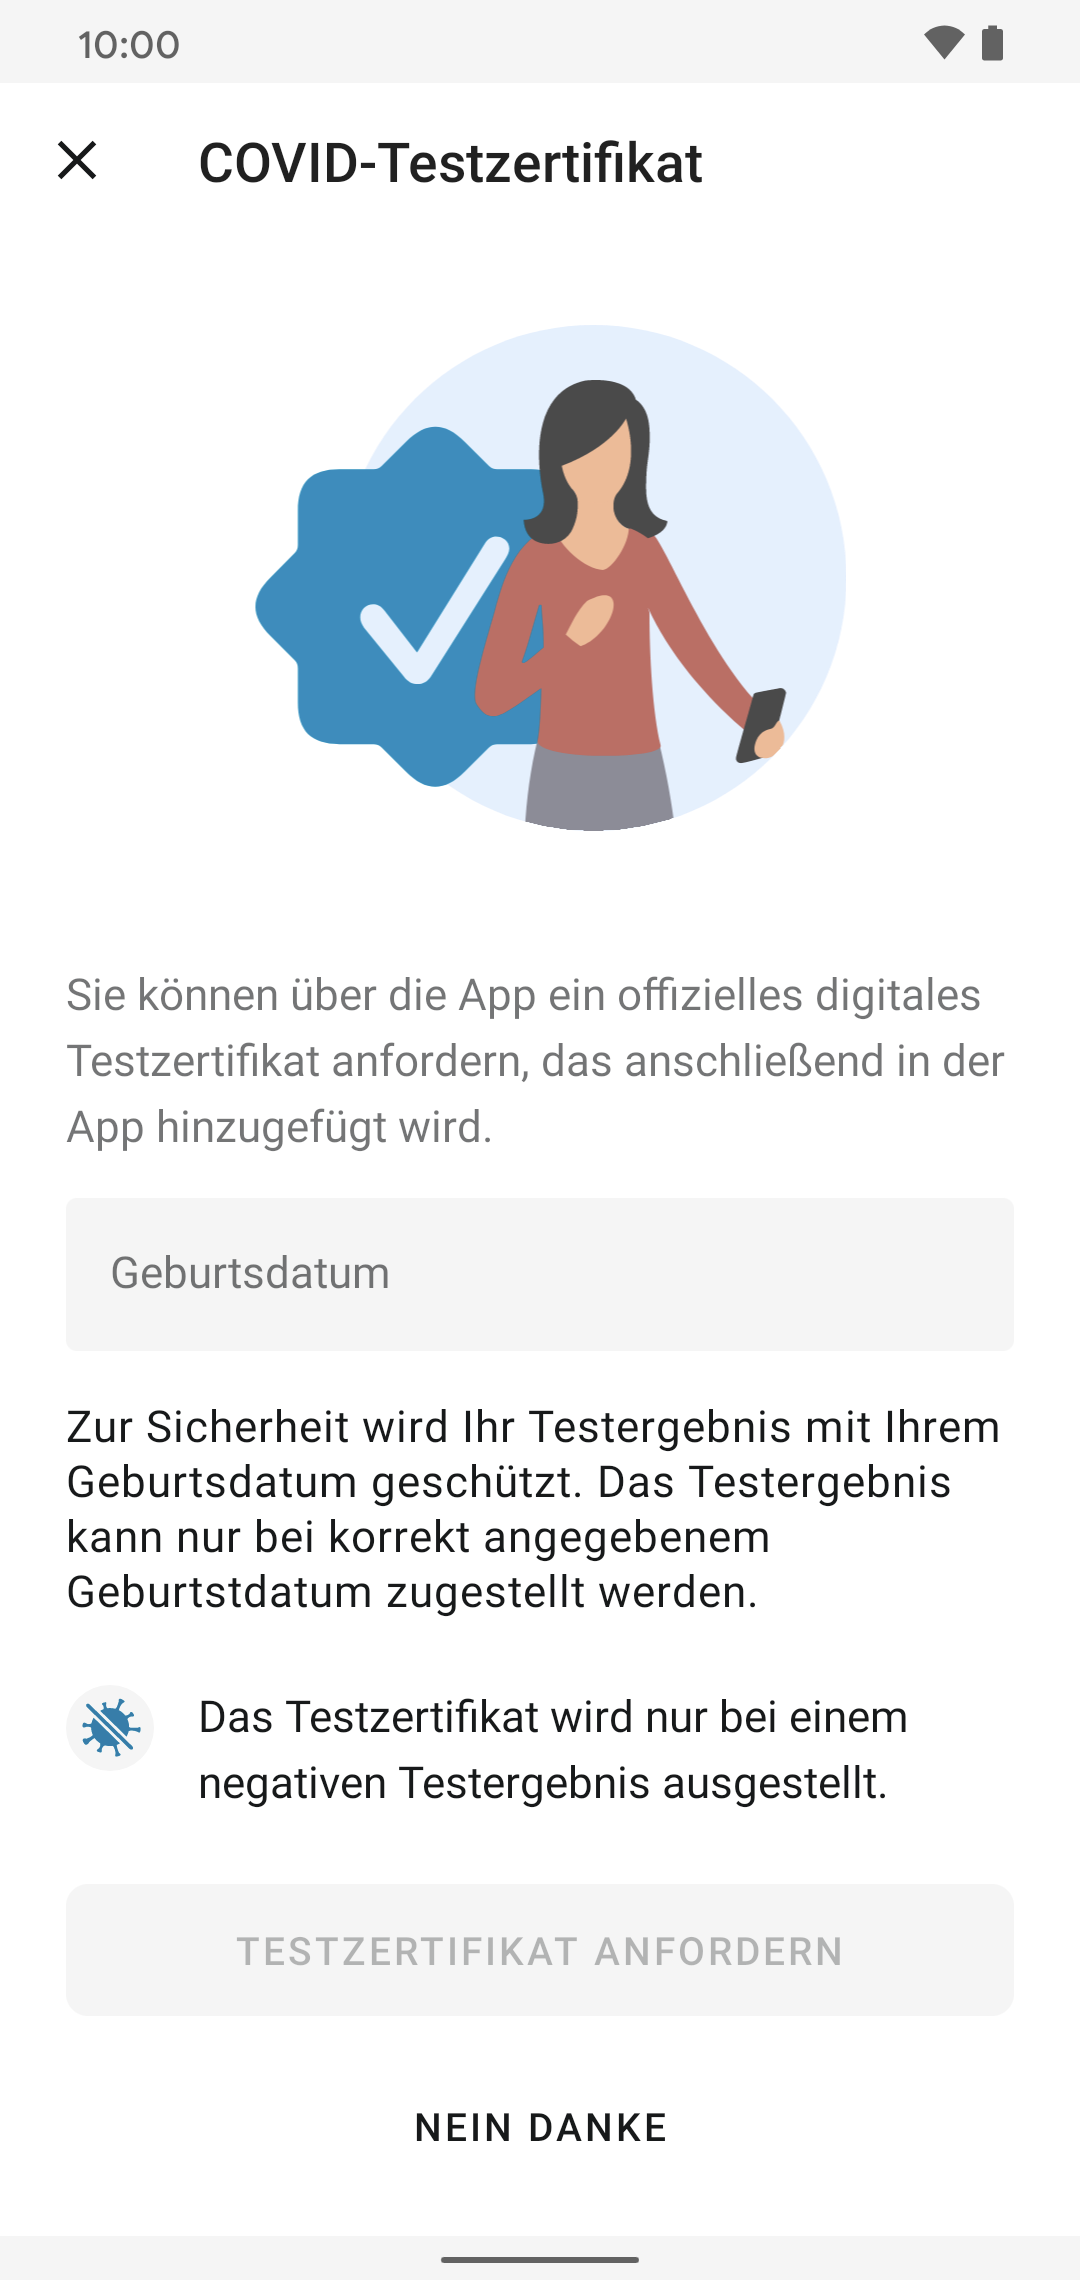 10:00
COVID-Testzertifikat
Sie können über die App ein offizielles digitales
Testzertifikat anfordern, das anschließend in der
App hinzugefügt wird.
Geburtsdatum
Zur Sicherheit wird Ihr Testergebnis mit Ihrem
Geburtsdatum geschützt. Das Testergebnis
kann nur bei korrekt angegebenem
Geburtstdatum zugestellt werden.
Das Testzertifikat wird nur bei einem
negativen Testergebnis ausgestellt.
TESTZERTIFIKAT ANFORDERN
NEIN DANKE